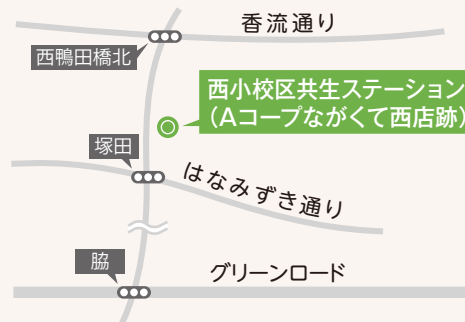 香流通り
西鴨田橋北
西小校区共生ステーション
（Aコープながくて西店跡）
塚田
はなみずき通り
脇
グリーンロード